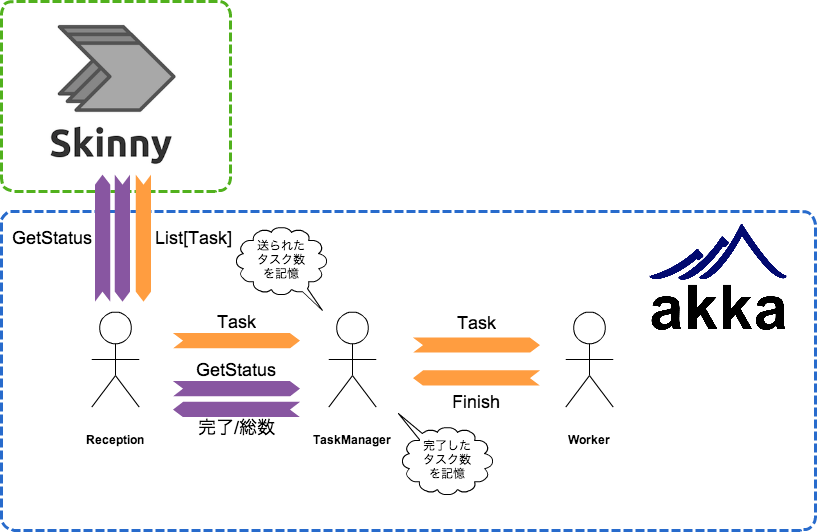 Skinny
GetStatus
List[Task]
送られた
タスク数
を記憶
akka
Task
GetStatus
完了/総数
Task
Finish
Reception
TaskManager
Worker
完了した
タスク数
を記憶